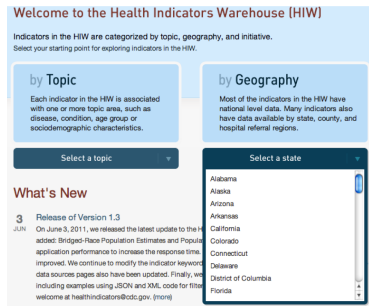 Welcome to the Health Indicators Warehouse (HIW)
Indicators in the HIW are categorized by topic, geography, and initiative.
Select your starting point for exploring indicators in the HIW.
by Topic
Each indicator in the HIW is associated
with one or more topic area, such as
disease, condition, age group or
sociodemographic characteristics.
Select a topic
by Geography
Most of the indicators in the HIW have
national level data. Many indicators also
have data available by state, county, and
hospital referral regions.
Select a state
Alabama
Alaska
Arizona
Arkansas
California
Colorado
Connecticut
Delaware
District of Columbia
Florida
What's New
3
JUN
Release of Version 1.3
On June 3, 2011, we released the latest update to the H
added: Bridged-Race Population Estimates and Popula
application performance to increase the response time.
improved. We continue to modify the indicator keyword
data sources pages also have been updated. Finally, we
including examples using JSON and XML code for filter
welcome at healthindicators@cdc.gov. (more)